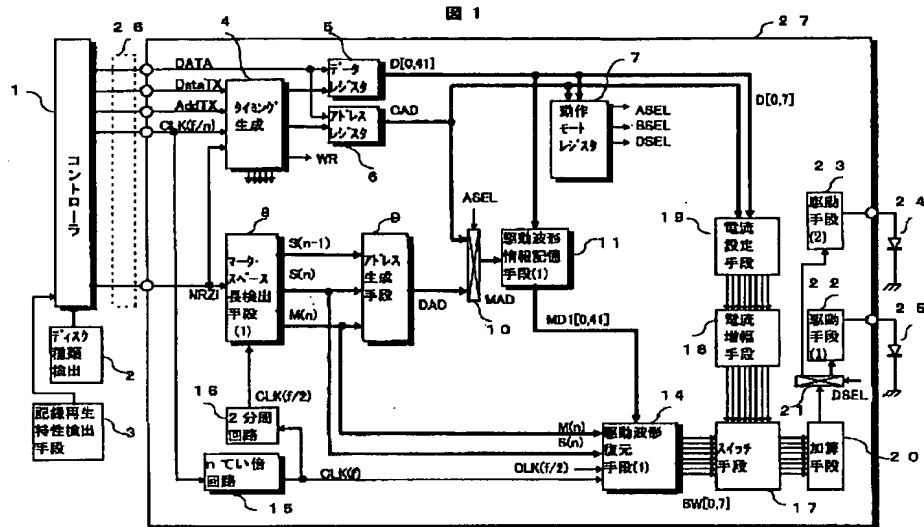 図 1
2 6
4
5
2 7
1
DATA
DataTX
AddTX
CLK(f/n)
データ
レジスタ
D[0,41]
タイミング
生成
アドレス
レジスタ
CAD
6
WR
7
動作
モード
レジスタ
ASEL
BSEL
DSEL
D[0,7]
コントローラ
2 3
駆動
手段
(2)
2 4
8
9
ASEL
1 9
電流
設定
手段
マーク・
スペース
長検出
手段
(1)
S(n-1)
S(n)
M(n)
アドレス
生成
手段
DAD
MAD
1 0
駆動波形
情報記憶
手段(1)
1 1
NRZI
MD1[0,41]
1 8
電流
増幅
手段
2 2
駆動
手段
(1)
2 5
ディスク
種類
検出
2
DSEL
2 1
CLK(f/2)
1 6
2分周
回路
1 4
記録再生
特性検出
手段
3
M(n)
S(n)
CLK(f/2)
駆動波形
復元
手段(1)
スイッチ
手段
加算
手段
2 0
nてい倍
回路
CLK(f)
1 5
SW[0,7]
1 7